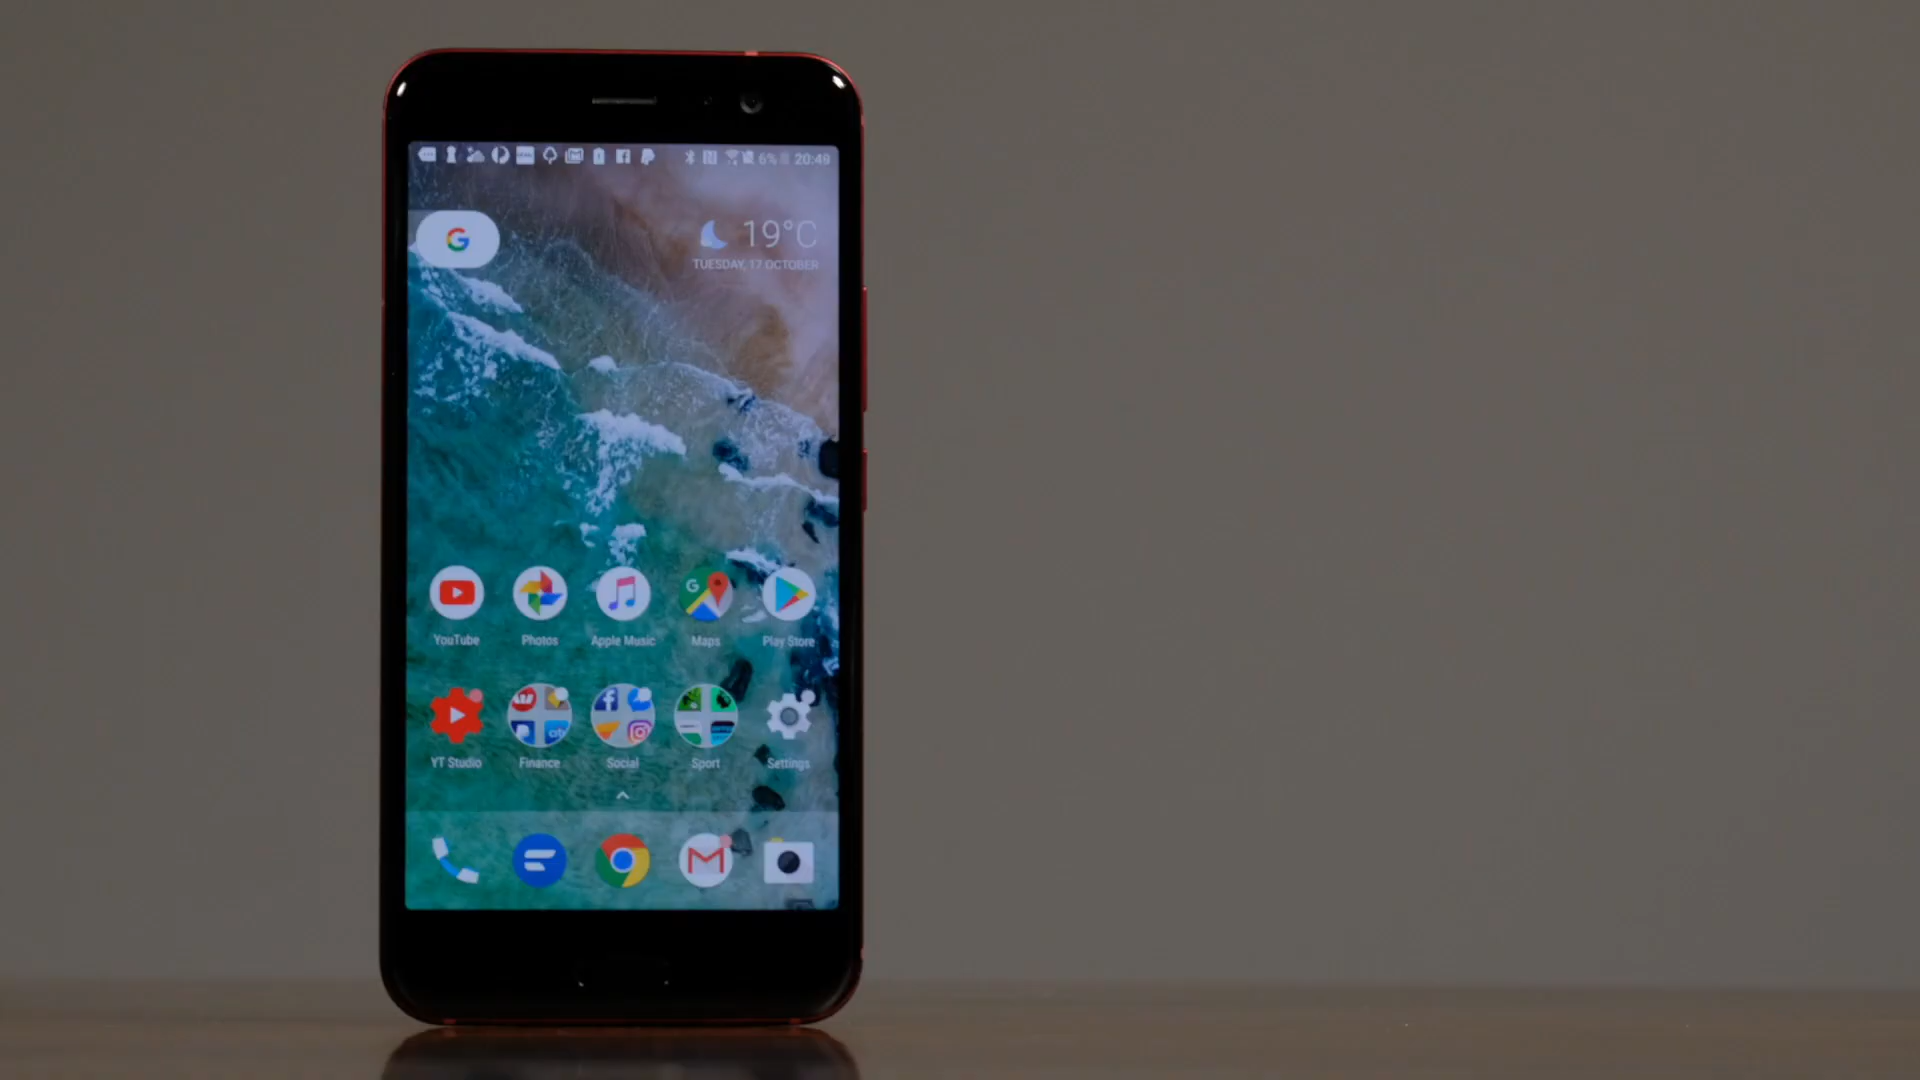 6% 20:49
G
19°C
TUESDAY, 17 OCTOBER
YouTube Photos Apple Music Maps Play Store
YT Studio Finance Social Sport Settings